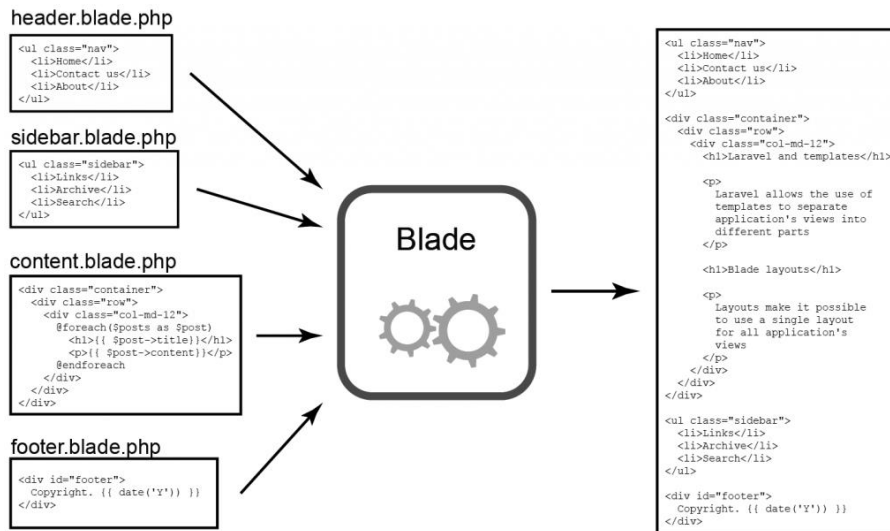 header.blade.php
<ul class="nav">
  <li>Home</li>
  <li>Contact us</li>
  <li>About</li>
</ul>
sidebar.blade.php
<ul class="sidebar">
  <li>Links</li>
  <li>Archive</li>
  <li>Search</li>
</ul>
content.blade.php
<div class="container">
  <div class="row">
    <div class="col-md-12">
      @foreach($posts as $post)
        <h1>{{ $post->title}}</h1>
        <p>{{ $post->content}}</p>
      @endforeach
    </div>
  </div>
</div>
footer.blade.php
<div id="footer">
  Copyright. {{ date('Y')) }}
</div>
Blade
<ul class="nav">
  <li>Home</li>
  <li>Contact us</li>
  <li>About</li>
</ul>
<div class="container">
  <div class="row">
    <div class="col-md-12">
      <h1>Laravel and templates</h1>
      <p>
        Laravel allows the use of
        templates to separate
        application's views into
        different parts
      </p>
      <h1>Blade layouts</h1>
      <p>
        Layouts make it possible
        to use a single layout
        for all application's
        views
      </p>
    </div>
  </div>
</div>
<ul class="sidebar">
  <li>Links</li>
  <li>Archive</li>
  <li>Search</li>
</ul>
<div id="footer">
  Copyright. {{ date('Y')) }}
</div>